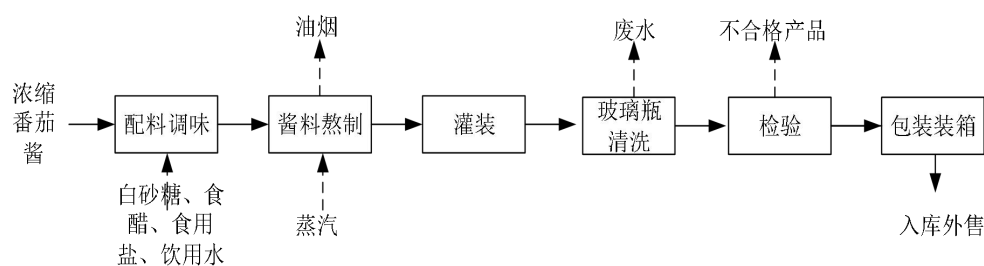 油烟
废水
不合格产品
浓缩
番茄
酱
配料调味
酱料熬制
灌装
玻璃瓶
清洗
检验
包装装箱
白砂糖、食
醋、食用
盐、饮用水
蒸汽
入库外售